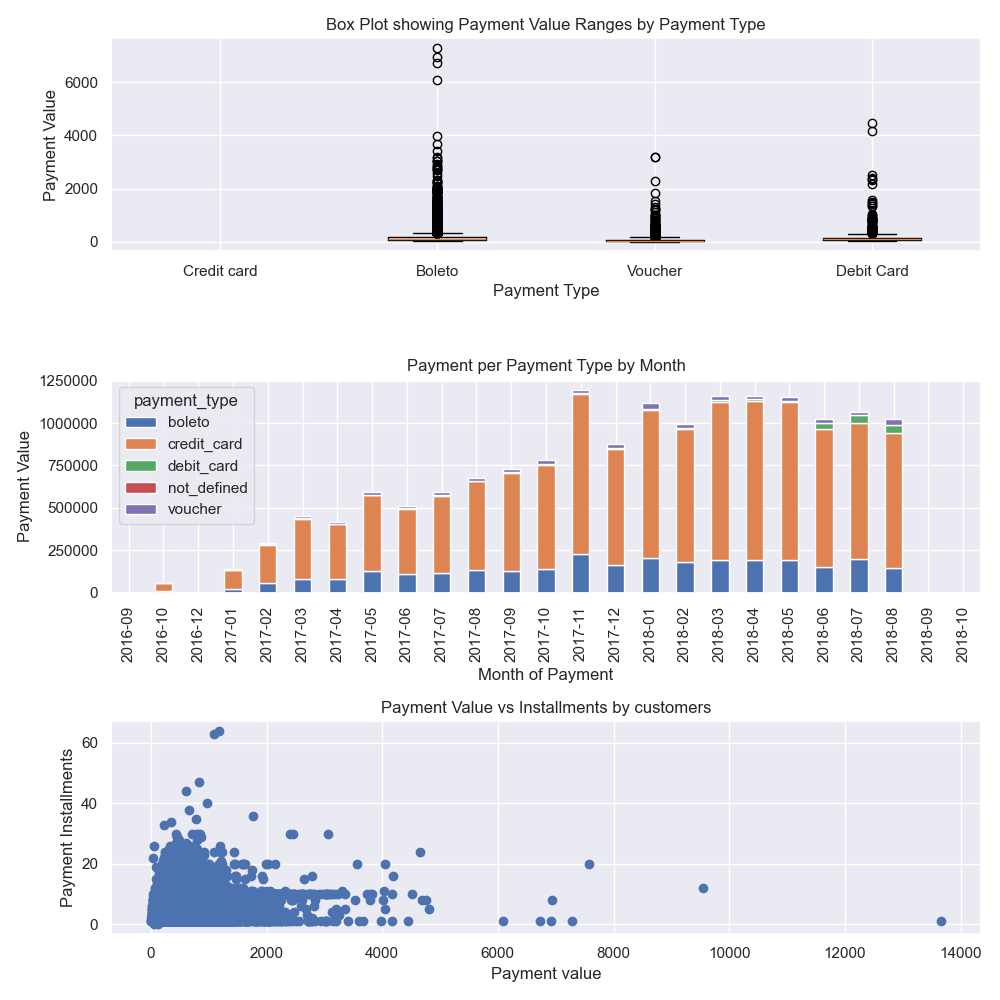 Box Plot showing Payment Value Ranges by Payment Type
Payment Value
6000
4000
2000
0
Credit card
Boleto
Voucher
Debit Card
Payment Type
Payment per Payment Type by Month
Payment Value
1250000
1000000
750000
500000
250000
0
payment_type
boleto
credit_card
debit_card
not_defined
voucher
2016-09
2016-10
2016-12
2017-01
2017-02
2017-03
2017-04
2017-05
2017-06
2017-07
2017-08
2017-09
2017-10
2017-11
2017-12
2018-01
2018-02
2018-03
2018-04
2018-05
2018-06
2018-07
2018-08
2018-09
2018-10
Month of Payment
Payment Value vs Installments by customers
Payment Installments
60
40
20
0
0
2000
4000
6000
8000
10000
12000
14000
Payment value